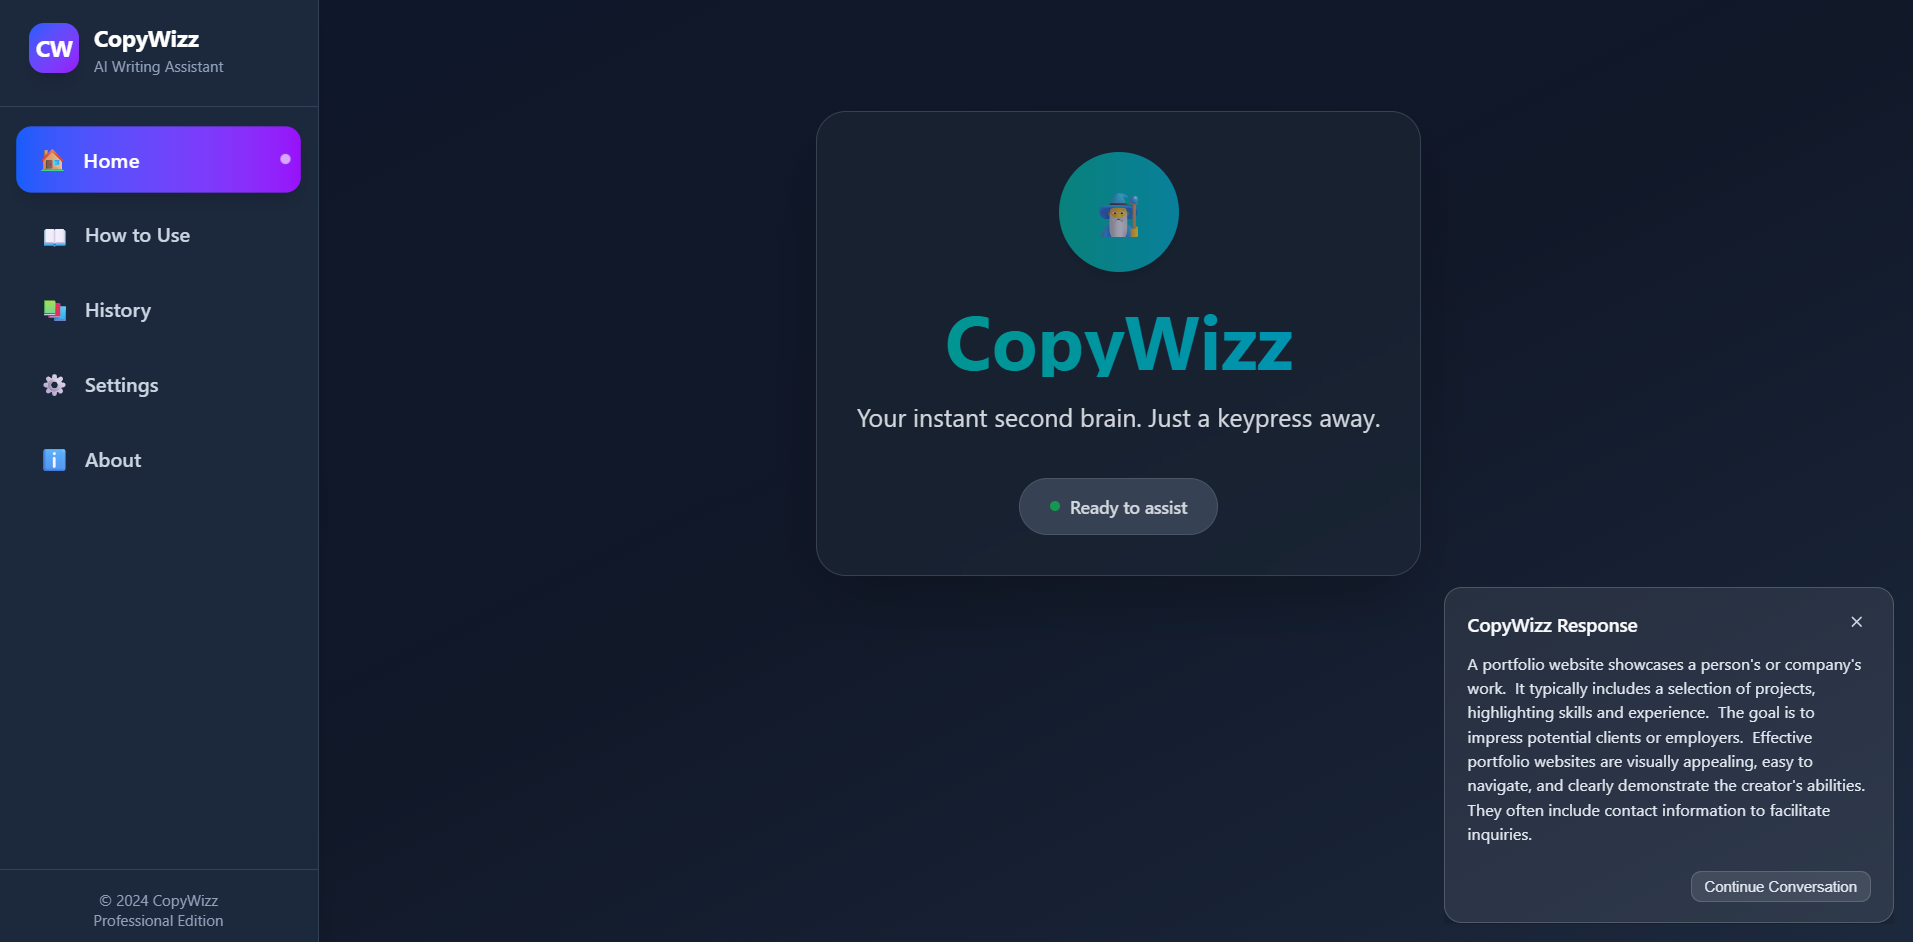 CW
CopyWizz
AI Writing Assistant
Home
How to Use
History
Settings
About
© 2024 CopyWizz
Professional Edition
CopyWizz
Your instant second brain. Just a keypress away.
Ready to assist
CopyWizz Response
A portfolio website showcases a person's or company's
work.  It typically includes a selection of projects,
highlighting skills and experience.  The goal is to
impress potential clients or employers.  Effective
portfolio websites are visually appealing, easy to
navigate, and clearly demonstrate the creator's abilities.
They often include contact information to facilitate
inquiries.
Continue Conversation